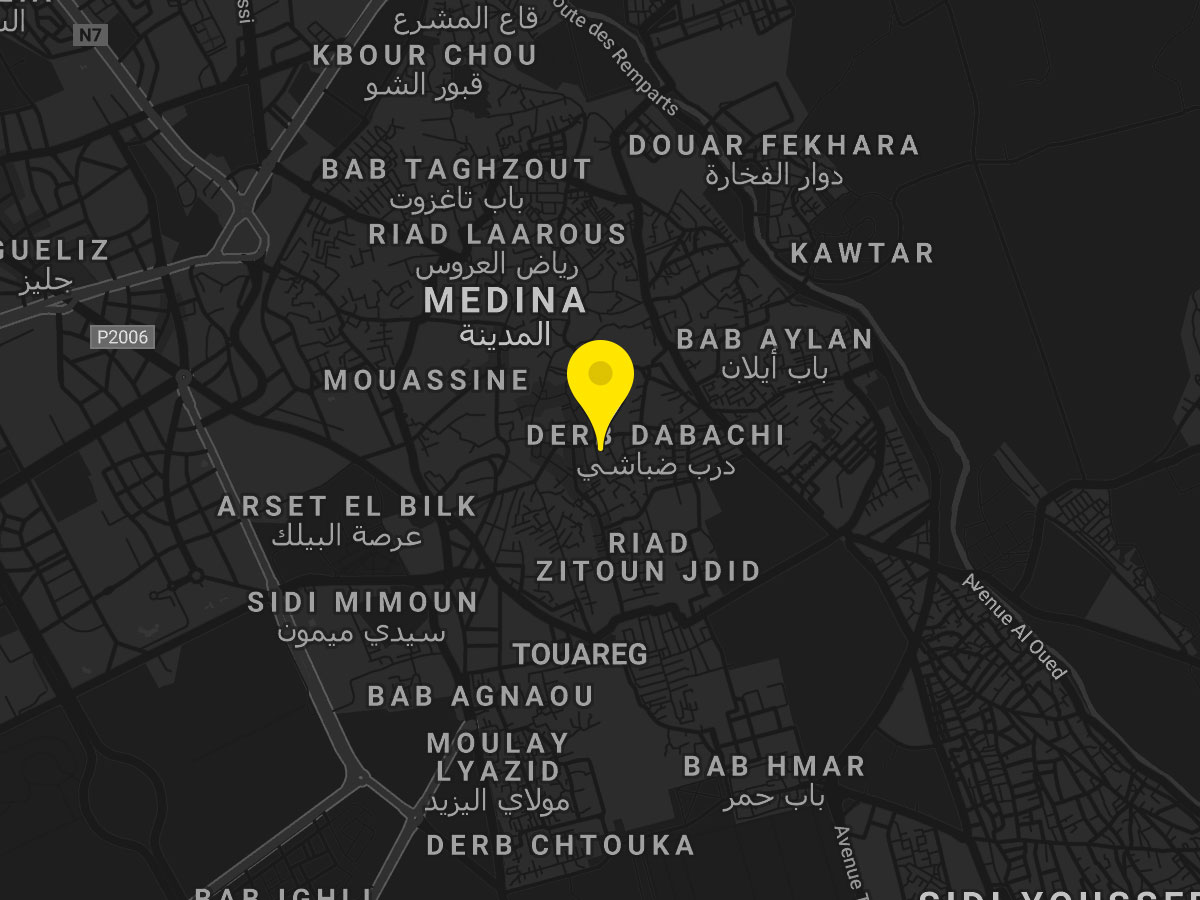 N7
قاع المشرع
KBOUR CHOU
قبور الشو
Route des Remparts
DOUAR FEKHARA
دوار الفخارة
BAB TAGHZOUT
باب تاغزوت
RIAD LAAROUS
رياض العروس
GUELIZ
جليز
KAWTAR
MEDINA
المدينة
P2006
BAB AYLAN
باب أيلان
MOUASSINE
DERB DABACHI
درب ضباشي
ARSET EL BILK
عرصة البيلك
RIAD
ZITOUN JDID
SIDI MIMOUN
سيدي ميمون
Avenue Al Oued
TOUAREG
BAB AGNAOU
MOULAY
LYAZID
مولاي اليزيد
BAB HMAR
باب حمر
DERB CHTOUKA
Avenue
BAB IGHLI